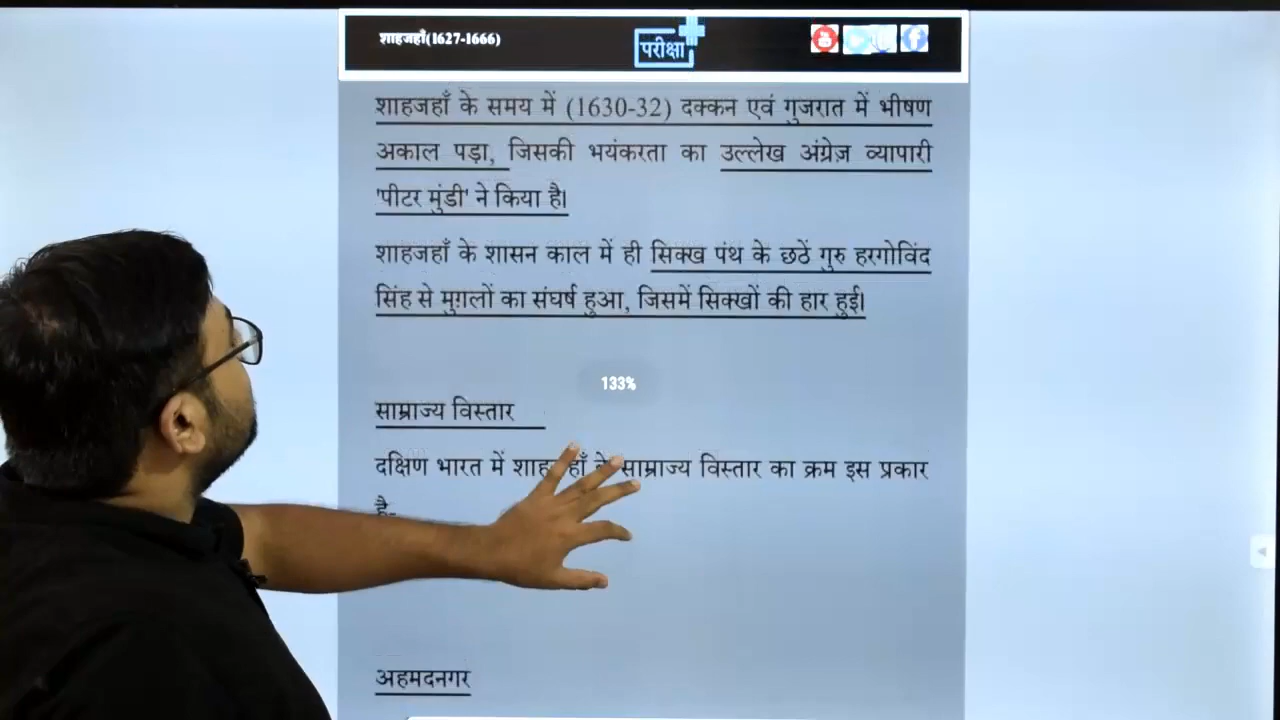 शाहजहाँ(1627-1666)
परीक्षा
शाहजहाँ के समय में (1630-32) दक्कन एवं गुजरात में भीषण
अकाल पड़ा, जिसकी भयंकरता का उल्लेख अंग्रेज़ व्यापारी
'पीटर मुंडी' ने किया है।
शाहजहाँ के शासन काल में ही सिक्ख पंथ के छठें गुरु हरगोविंद
सिंह से मुग़लों का संघर्ष हुआ, जिसमें सिक्खों की हार हुई।
133%
साम्राज्य विस्तार
दक्षिण भारत में शाहजहाँ के साम्राज्य विस्तार का क्रम इस प्रकार
है-
अहमदनगर